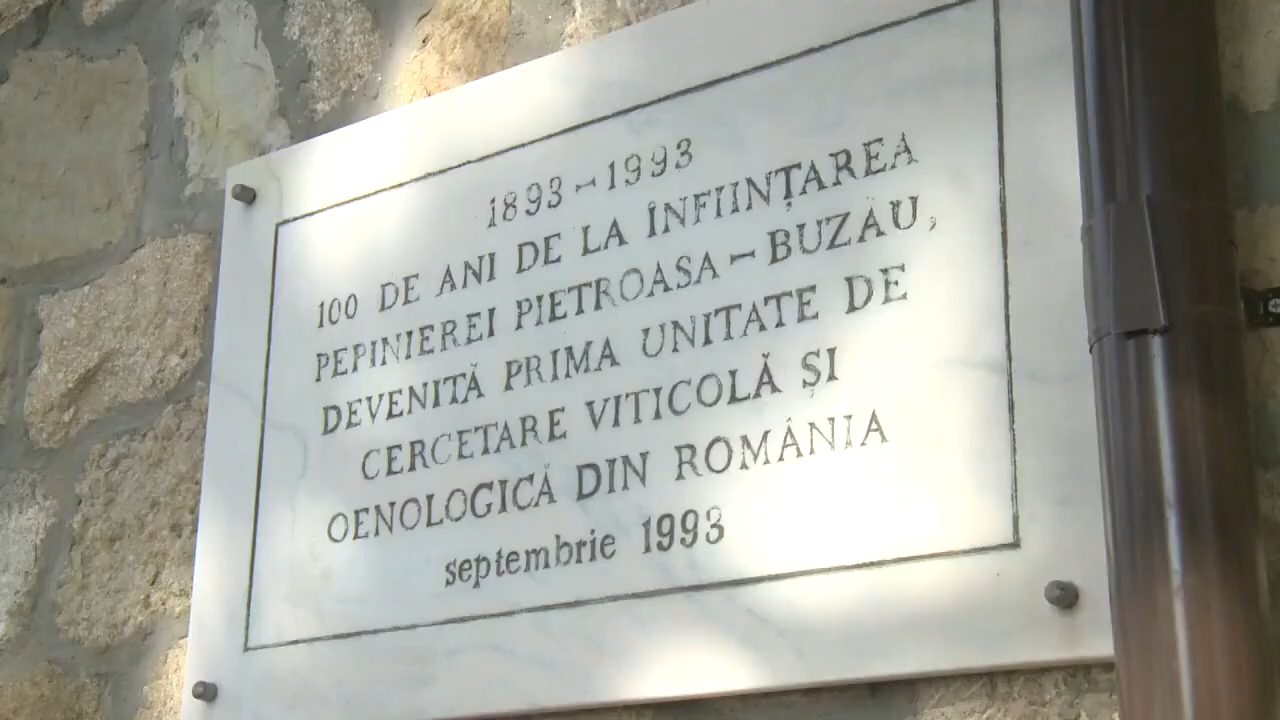 1893-1993
100 DE ANI DE LA ÎNFIINȚAREA
PEPINIEREI PIETROASA-BUZĂU,
DEVENITĂ PRIMA UNITATE DE
CERCETARE VITICOLĂ ȘI
OENOLOGICĂ DIN ROMÂNIA
septembrie 1993